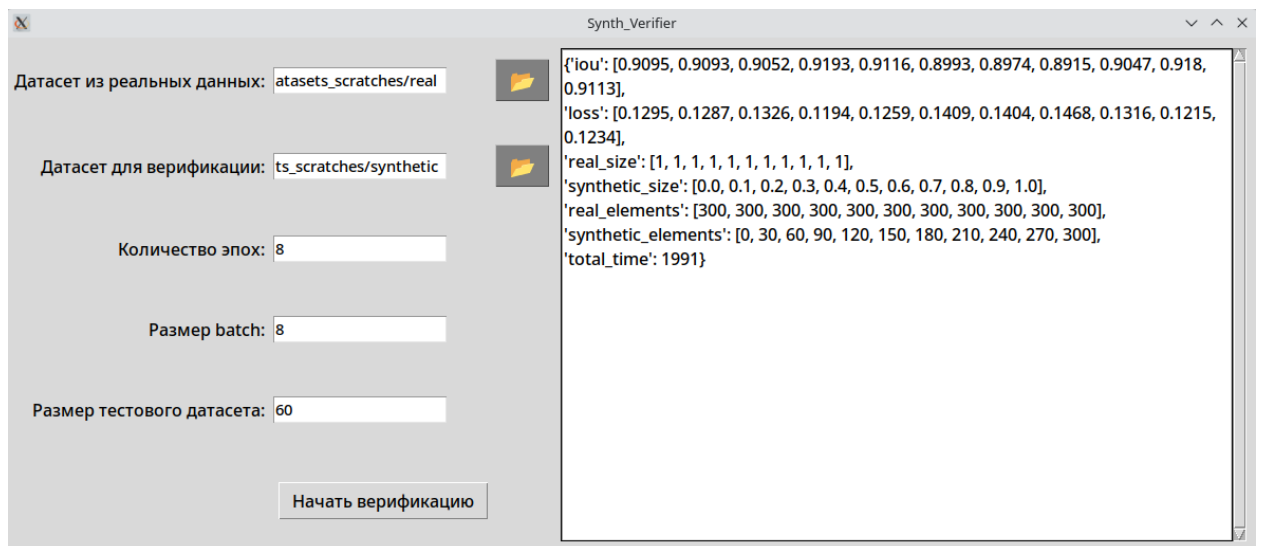 Synth_Verifier
Датасет из реальных данных: atasets_scratches/real
Датасет для верификации: ts_scratches/synthetic
Количество эпох: 8
Размер batch: 8
Размер тестового датасета: 60
Начать верификацию
{'iou': [0.9095, 0.9093, 0.9052, 0.9193, 0.9116, 0.8993, 0.8974, 0.8915, 0.9047, 0.918,
0.9113],
'loss': [0.1295, 0.1287, 0.1326, 0.1194, 0.1259, 0.1409, 0.1404, 0.1468, 0.1316, 0.1215,
0.1234],
'real_size': [1, 1, 1, 1, 1, 1, 1, 1, 1, 1, 1],
'synthetic_size': [0.0, 0.1, 0.2, 0.3, 0.4, 0.5, 0.6, 0.7, 0.8, 0.9, 1.0],
'real_elements': [300, 300, 300, 300, 300, 300, 300, 300, 300, 300, 300],
'synthetic_elements': [0, 30, 60, 90, 120, 150, 180, 210, 240, 270, 300],
'total_time': 1991}